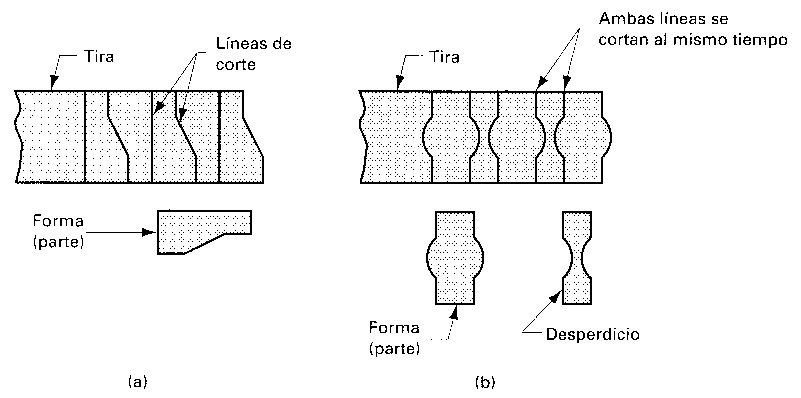 Tira
Líneas de
corte
Forma
(parte)
(a)
Ambas líneas se
cortan al mismo tiempo
Tira
Forma
(parte)
Desperdicio
(b)